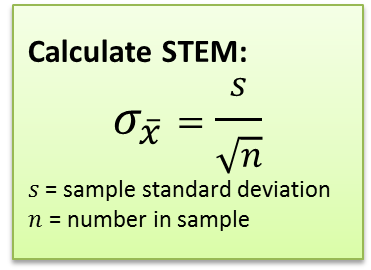 Calculate STEM:
σx̄ = s/√n
s = sample standard deviation
n = number in sample